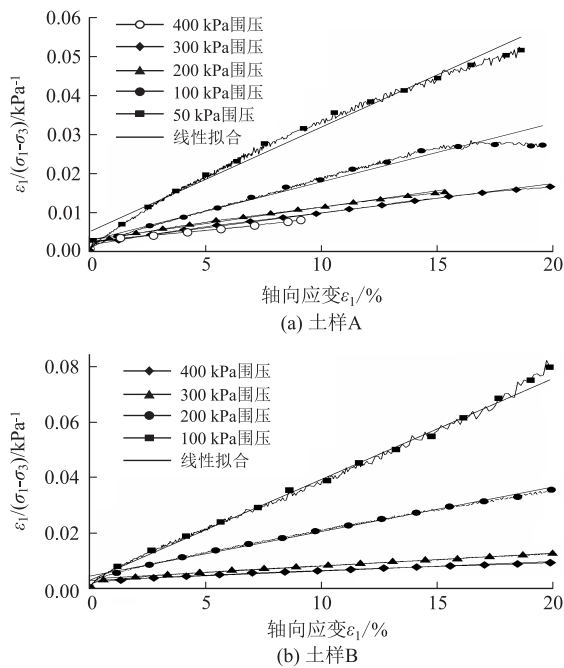 0.06
0.05
0.04
0.03
0.02
0.01
0.00
ε1/(σ1-σ3)/kPa-1
400 kPa围压
300 kPa围压
200 kPa围压
100 kPa围压
50 kPa围压
线性拟合
0 5 10 15 20
轴向应变ε1/%
(a) 土样A
0.08
0.06
0.04
0.02
0.00
ε1/(σ1-σ3)/kPa-1
400 kPa围压
300 kPa围压
200 kPa围压
100 kPa围压
线性拟合
0 5 10 15 20
轴向应变ε1/%
(b) 土样B